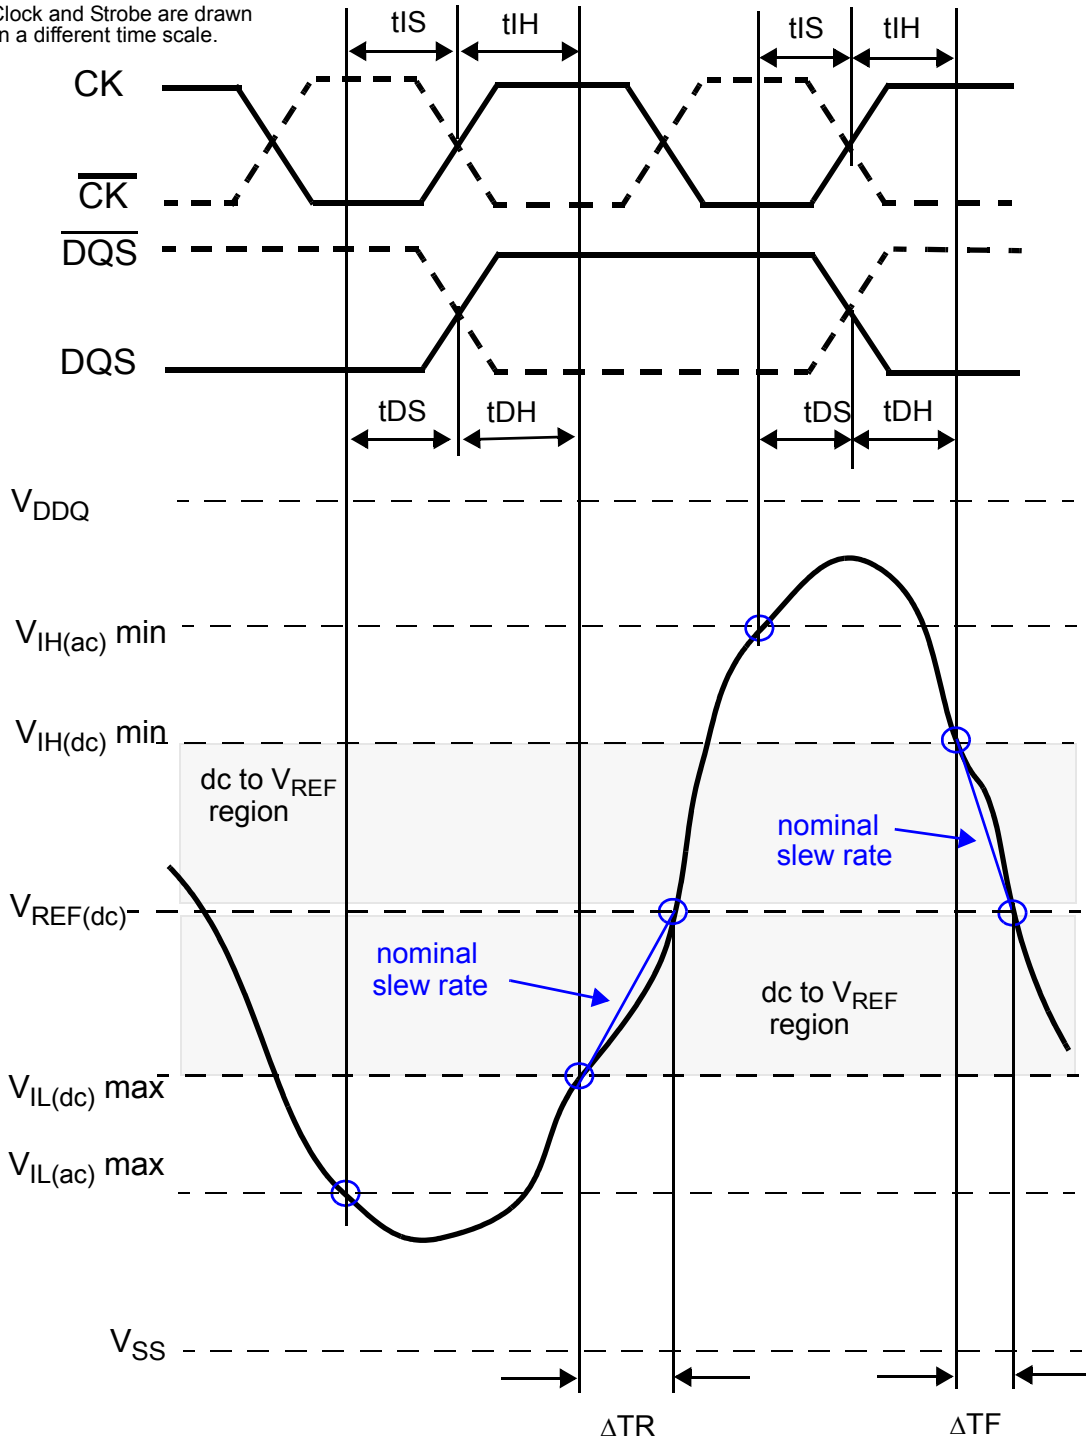 Clock and Strobe are drawn
n a different time scale.
tIS tIH tIS tIH
CK
CK
DQS
DQS
tDS tDH tDS tDH
VDDQ
VIH(ac) min
VIH(dc) min
dc to VREF
region
nominal
slew rate
VREF(dc)
nominal
slew rate
dc to VREF
region
VIL(dc) max
VIL(ac) max
VSS
ΔTR ΔTF